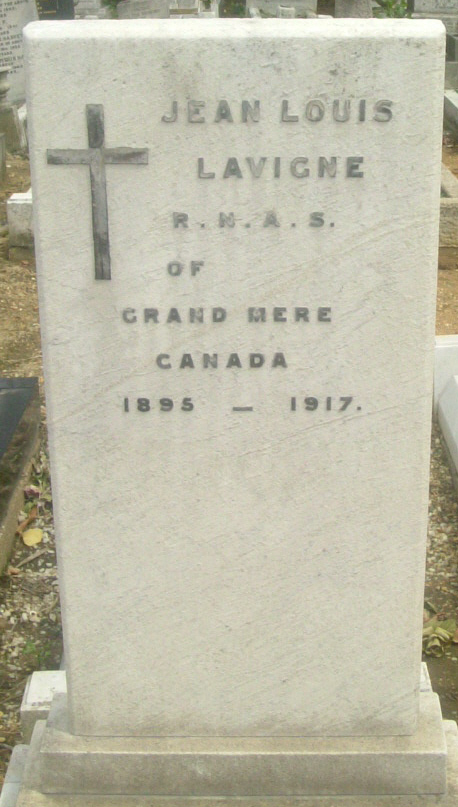 JEAN LOUIS
LAVIGNE
R.N.A.S.
OF
GRAND MERE
CANADA
1895 — 1917.